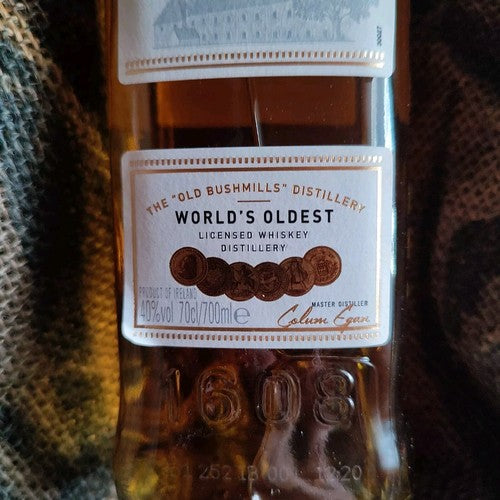 THE "OLD BUSHMILLS" DISTILLERY
WORLD'S OLDEST
LICENSED WHISKEY
DISTILLERY
PRODUCT OF IRELAND
40%vol 70cl/700ml e
MASTER DISTILLER
Colum Egan
1608